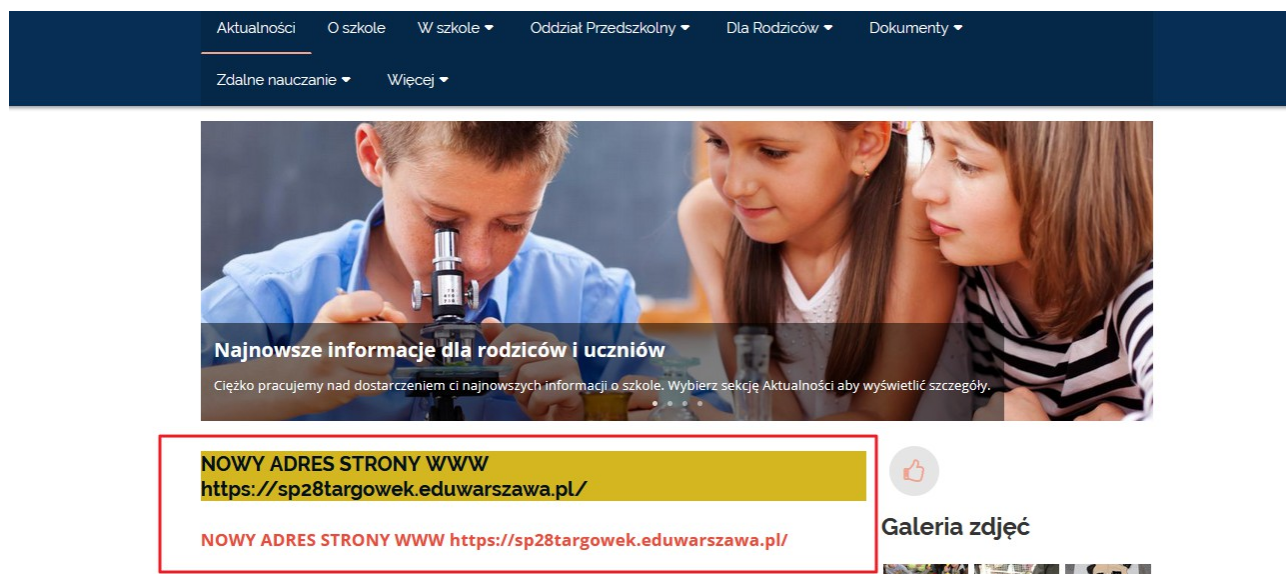 Aktualności O szkole W szkole Oddział Przedszkolny Dla Rodziców Dokumenty
Zdalne nauczanie Więcej
Najnowsze informacje dla rodziców i uczniów
Ciężko pracujemy nad dostarczeniem ci najnowszych informacji o szkole. Wybierz sekcję Aktualności aby wyświetlić szczegóły.
NOWY ADRES STRONY WWW
https://sp28targowek.eduwarszawa.pl/
NOWY ADRES STRONY WWW https://sp28targowek.eduwarszawa.pl/
Galeria zdjęć